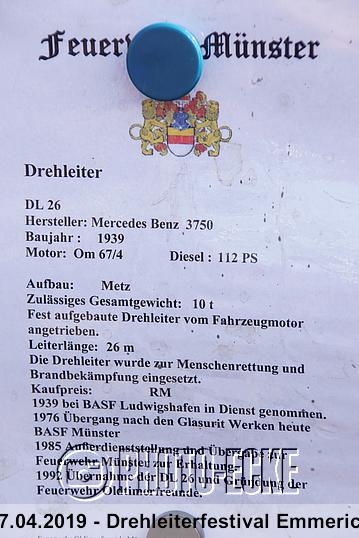 Feuerw Münster
Drehleiter
DL 26
Hersteller: Mercedes Benz 3750
Baujahr : 1939
Motor: Om 67/4 Diesel : 112 PS
Aufbau: Metz
Zulässiges Gesamtgewicht: 10 t
Fest aufgebaute Drehleiter vom Fahrzeugmotor
angetrieben.
Leiterlänge: 26 m
Die Drehleiter wurde zur Menschenrettung und
Brandbekämpfung eingesetzt.
Kaufpreis: RM
1939 bei BASF Ludwigshafen in Dienst genommen.
1976 Übergang nach den Glasurit Werken heute
BASF Münster
1985 Außerdienststellung und Übergabe zur
Feuerwehr Münster zur Erhaltung.
1992 Übernahme der DL 26 und Gründung der
Feuerwehr Oldtimerfreunde.
PHOTO-ECKE
7.04.2019 - Drehleiterfestival Emmeric